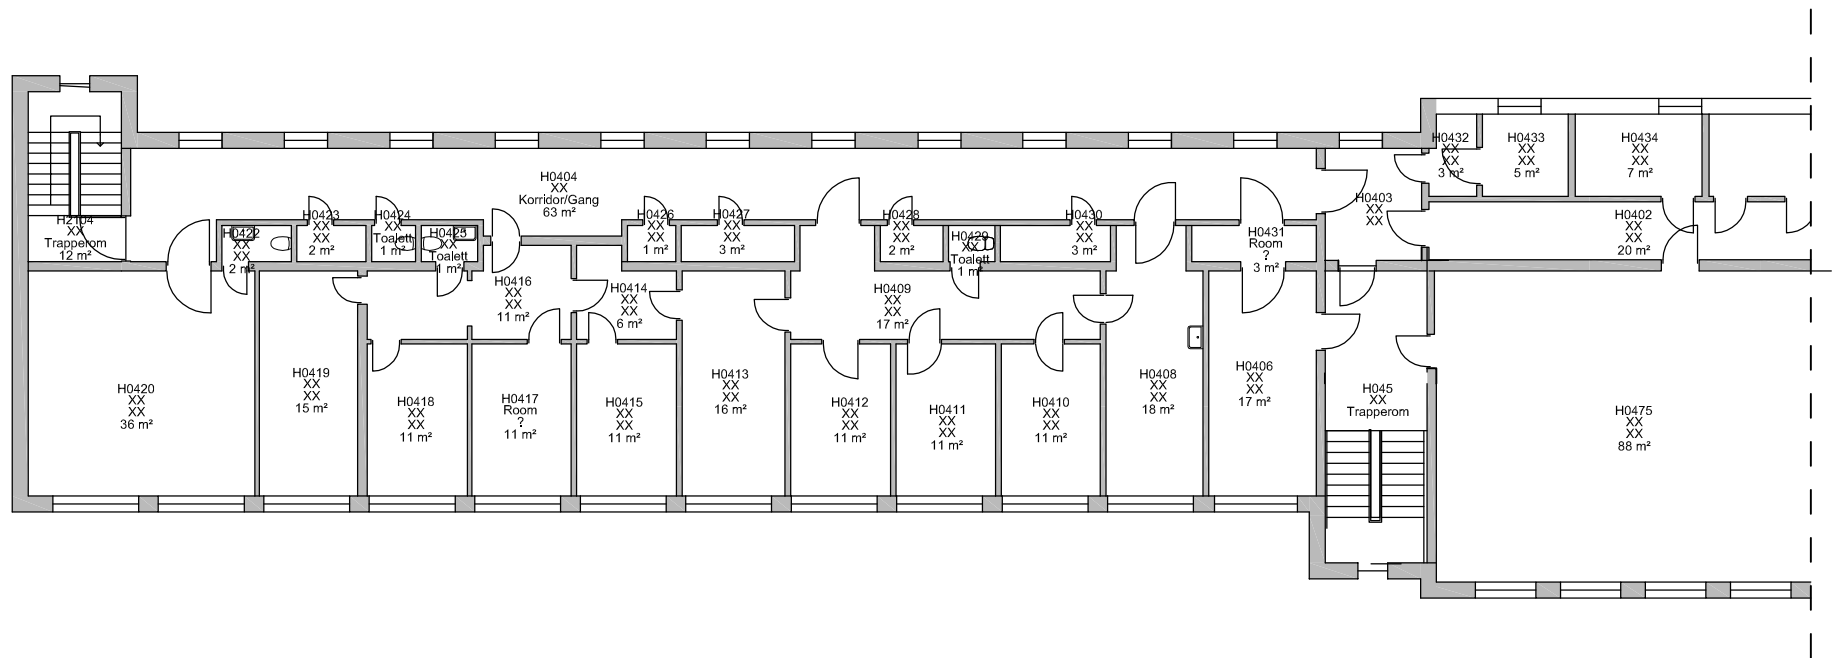 H2104
XX
Trapperom
12 m²
H0422
XX
XX
2 m²
H0423
XX
XX
2 m²
H0424
XX
Toalett
1 m²
H0425
XX
Toalett
1 m²
H0404
XX
Korridor/Gang
63 m²
H0426
XX
XX
1 m²
H0427
XX
XX
3 m²
H0428
XX
XX
2 m²
H0429
XX
Toalett
1 m²
H0430
XX
XX
3 m²
H0431
Room
?
3 m²
H0403
XX
XX
H0432
XX
XX
3 m²
H0433
XX
XX
5 m²
H0434
XX
XX
7 m²
H0402
XX
XX
20 m²
H0416
XX
XX
11 m²
H0414
XX
XX
6 m²
H0409
XX
XX
17 m²
H0420
XX
XX
36 m²
H0419
XX
XX
15 m²
H0418
XX
XX
11 m²
H0417
Room
?
11 m²
H0415
XX
XX
11 m²
H0413
XX
XX
16 m²
H0412
XX
XX
11 m²
H0411
XX
XX
11 m²
H0410
XX
XX
11 m²
H0408
XX
XX
18 m²
H0406
XX
XX
17 m²
H045
XX
Trapperom
H0475
XX
XX
88 m²